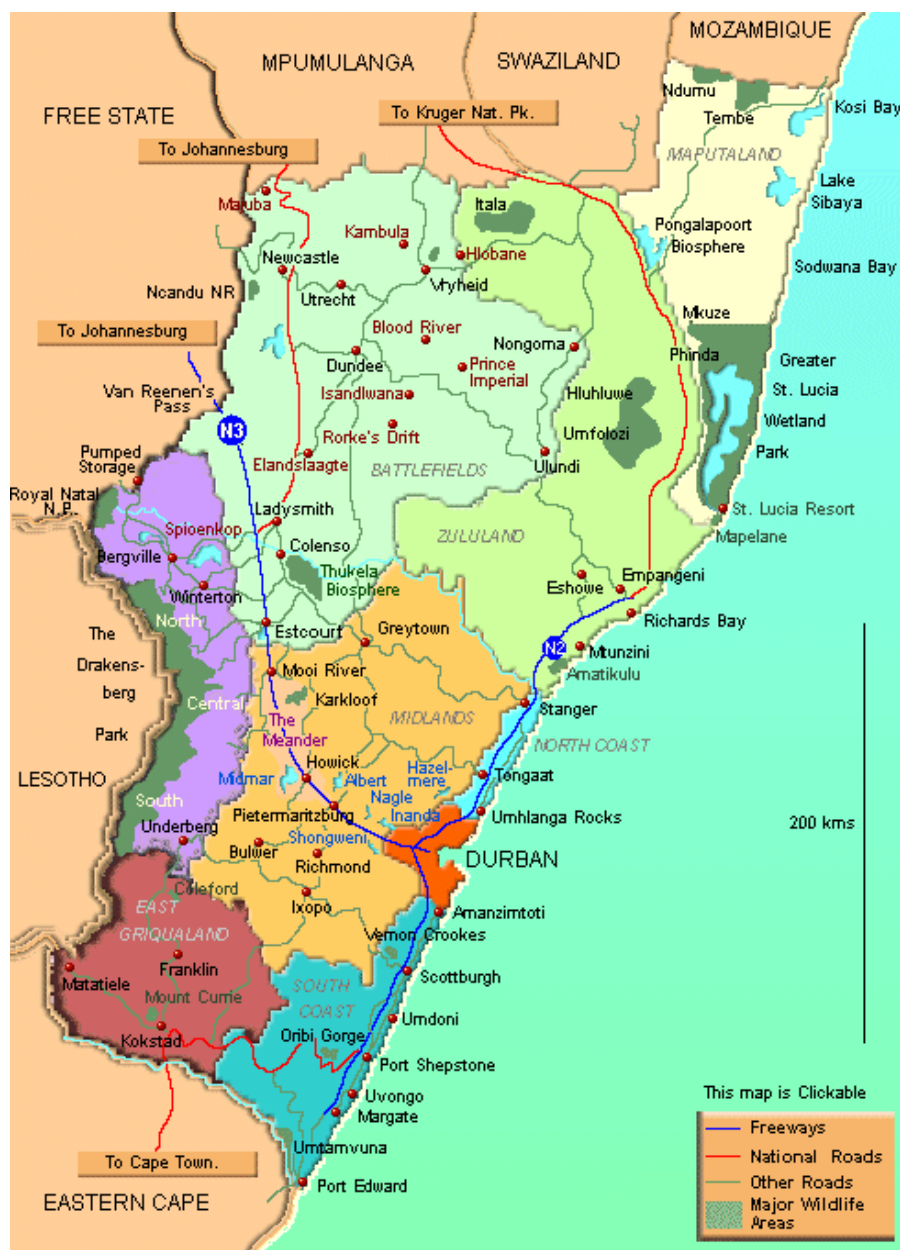 MOZAMBIQUE
MPUMULANGA
SWAZILAND
FREE STATE
Ndumu
Tembe
Kosi Bay
To Kruger Nat. Pk.
To Johannesburg
MAPUTALAND
Majuba
Itala
Lake
Sibaya
Kambula
Hlobane
Pongalapoort
Biosphere
Newcastle
Vryheid
Sodwana Bay
Ncandu NR
Utrecht
Mkuze
To Johannesburg
Blood River
Nongoma
Phinda
Dundee
Prince
Imperial
Greater
St. Lucia
Wetland
Park
Van Reenen's
Pass
Isandlwana
Hluhluwe
N3
Rorke's Drift
Umfolozi
Pumped
Storage
Elandslaagte
BATTLEFIELDS
Ulundi
Royal Natal
N.P.
Ladysmith
St. Lucia Resort
Spioenkop
ZULULAND
Mapelane
Bergville
Colenso
Thukela
Biosphere
Eshowe
Empangeni
Winterton
Richards Bay
North
Estcourt
Greytown
N2
Mtunzini
The
Drakens-
berg
Park
Amatikulu
Mooi River
Karkloof
Central
Stanger
The
Meander
MIDLANDS
NORTH COAST
LESOTHO
Howick
Midmar
Albert
Hazel-
mere
Tongaat
Nagle
South
Pietermaritzburg
Inanda
Umhlanga Rocks
200 kms
Underberg
Shongweni
Bulwer
Richmond
DURBAN
Coleford
Ixopo
EAST
GRIQUALAND
Amanzimtoti
Vernon Crookes
Franklin
Matatiele
Scottburgh
SOUTH
COAST
Mount Currie
Umdoni
Kokstad
Oribi Gorge
Port Shepstone
Uvongo
Margate
Umtamvuna
To Cape Town.
Port Edward
EASTERN CAPE
This map is Clickable
Freeways
National Roads
Other Roads
Major Wildlife
Areas